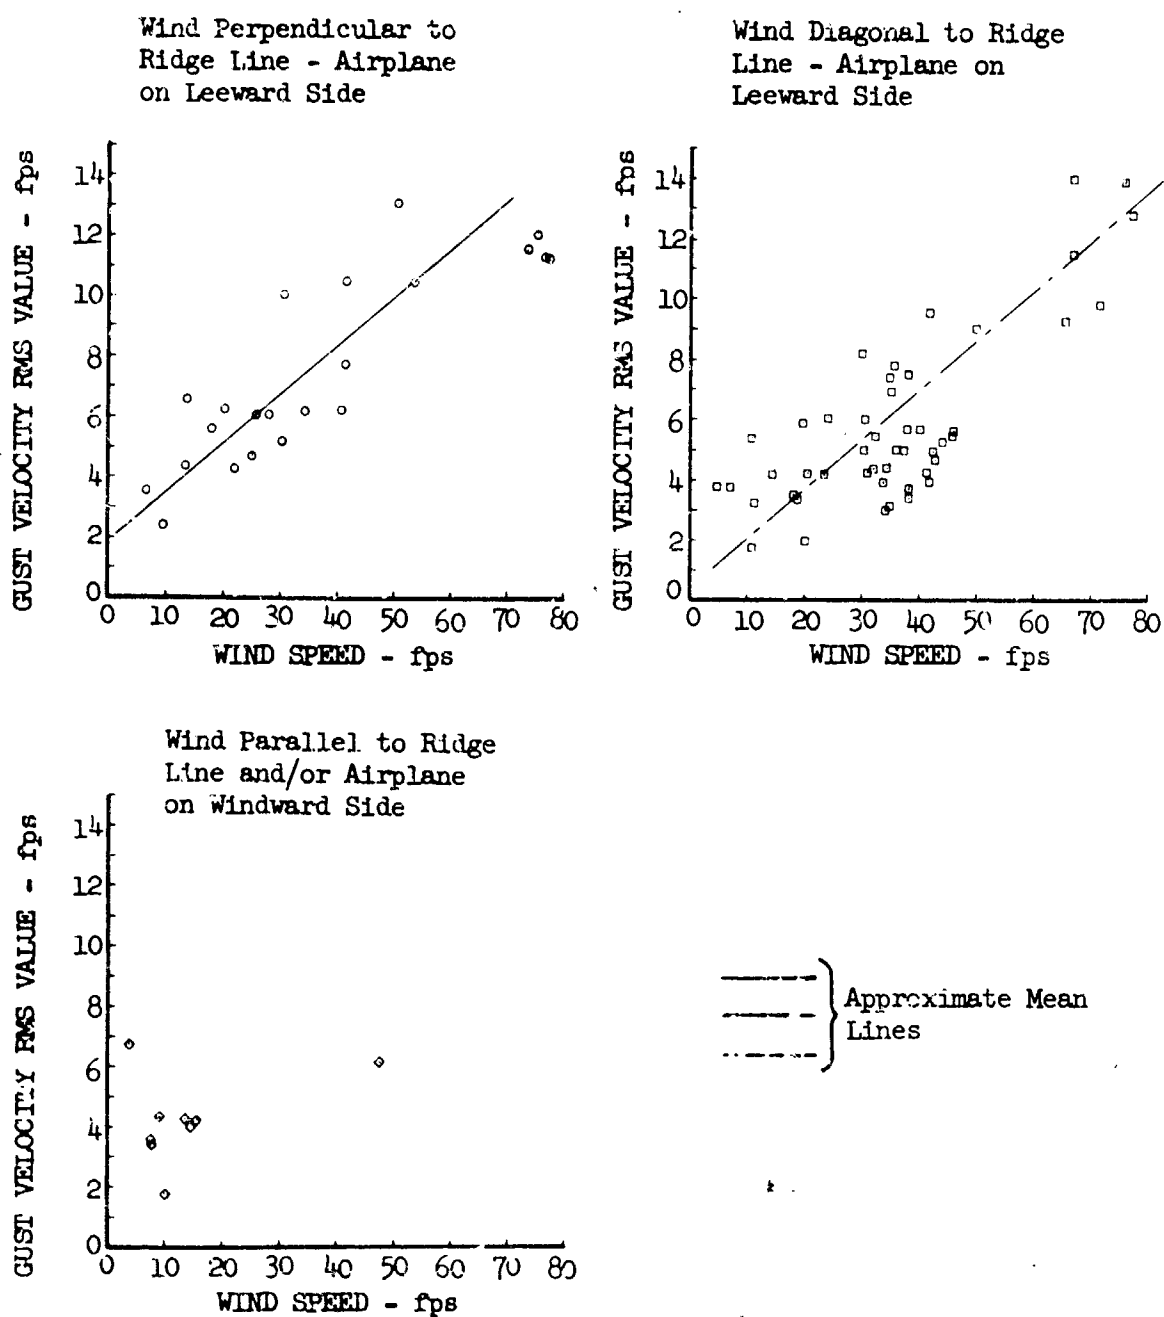 Wind Perpendicular to
Ridge Line - Airplane
on Leeward Side
GUST VELOCITY RMS VALUE - fps
14
12
10
8
6
4
2
0
0 10 20 30 40 50 60 70 80
WIND SPEED - fps
Wind Diagonal to Ridge
Line - Airplane on
Leeward Side
GUST VELOCITY RMS VALUE - fps
14
12
10
8
6
4
2
0
0 10 20 30 40 50 60 70 80
WIND SPEED - fps
Wind Parallel to Ridge
Line and/or Airplane
on Windward Side
GUST VELOCITY RMS VALUE - fps
14
12
10
8
6
4
2
0
0 10 20 30 40 50 60 70 80
WIND SPEED - fps
Approximate Mean
Lines